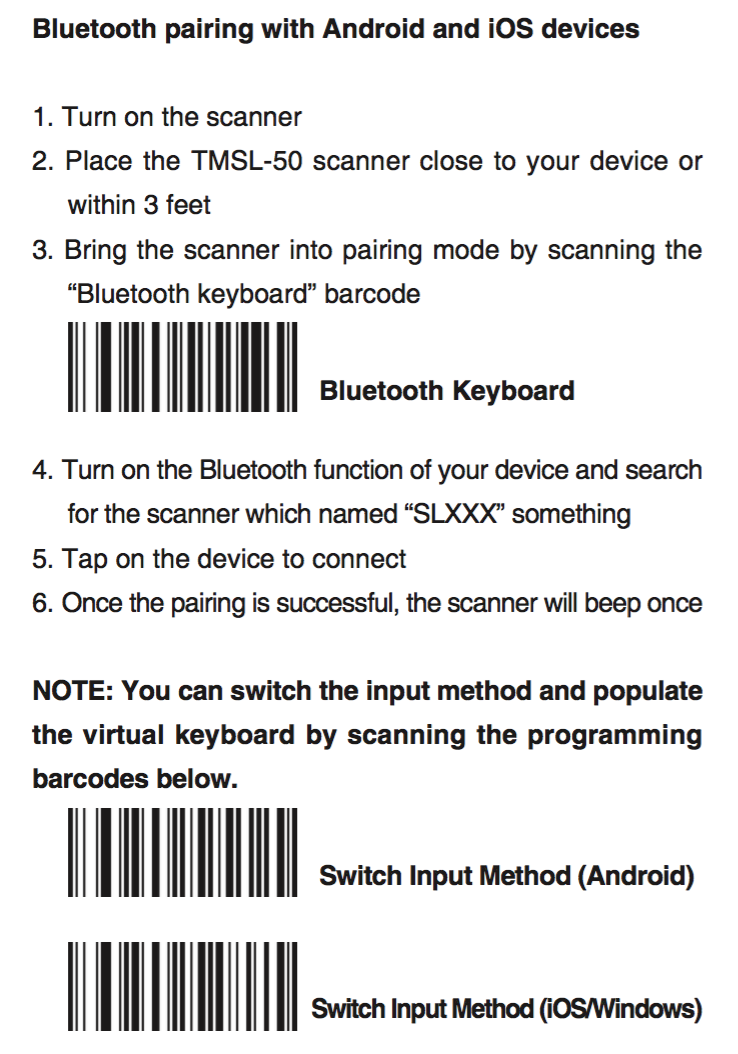 Bluetooth pairing with Android and iOS devices
1. Turn on the scanner
2. Place the TMSL-50 scanner close to your device or
within 3 feet
3. Bring the scanner into pairing mode by scanning the
“Bluetooth keyboard” barcode
Bluetooth Keyboard
4. Turn on the Bluetooth function of your device and search
for the scanner which named “SLXXX” something
5. Tap on the device to connect
6. Once the pairing is successful, the scanner will beep once
NOTE: You can switch the input method and populate
the virtual keyboard by scanning the programming
barcodes below.
Switch Input Method (Android)
Switch Input Method (iOS/Windows)